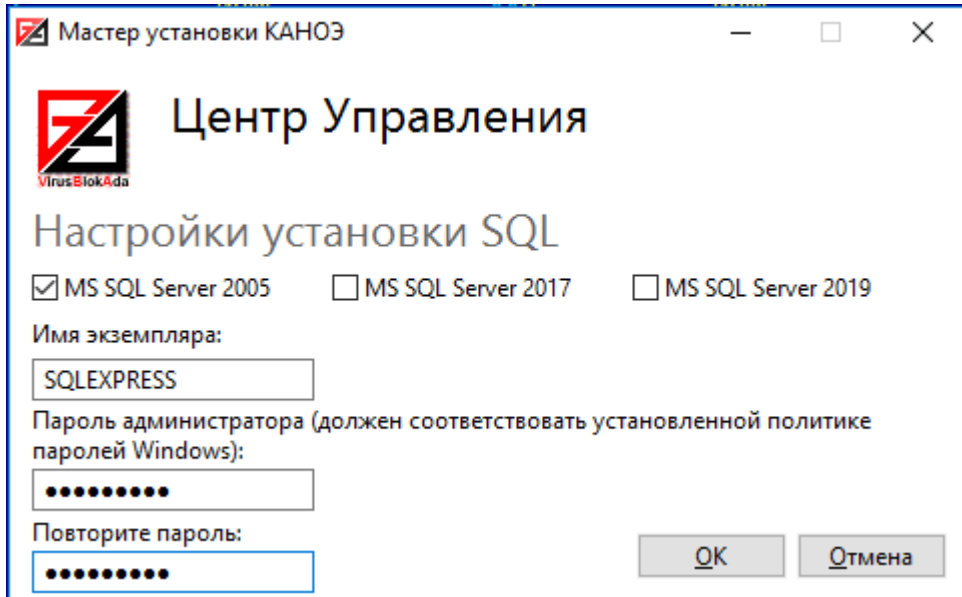 Мастер установки КАНОЭ
Центр Управления
VirusBlokAda
Настройки установки SQL
MS SQL Server 2005 MS SQL Server 2017 MS SQL Server 2019
Имя экземпляра:
SQLEXPRESS
Пароль администратора (должен соответствовать установленной политике
паролей Windows):
•••••••••
Повторите пароль:
•••••••••
OK Отмена